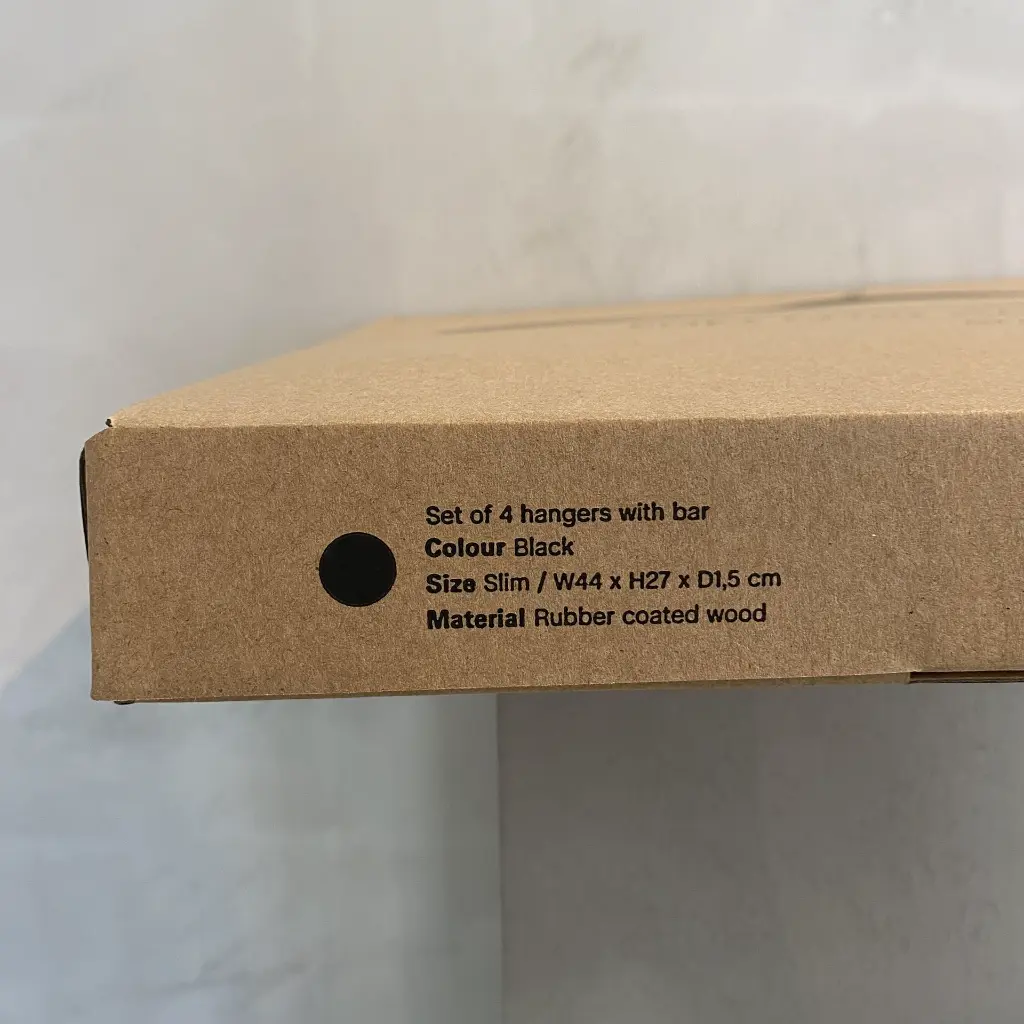 Set of 4 hangers with bar
Colour Black
Size Slim / W44 x H27 x D1,5 cm
Material Rubber coated wood